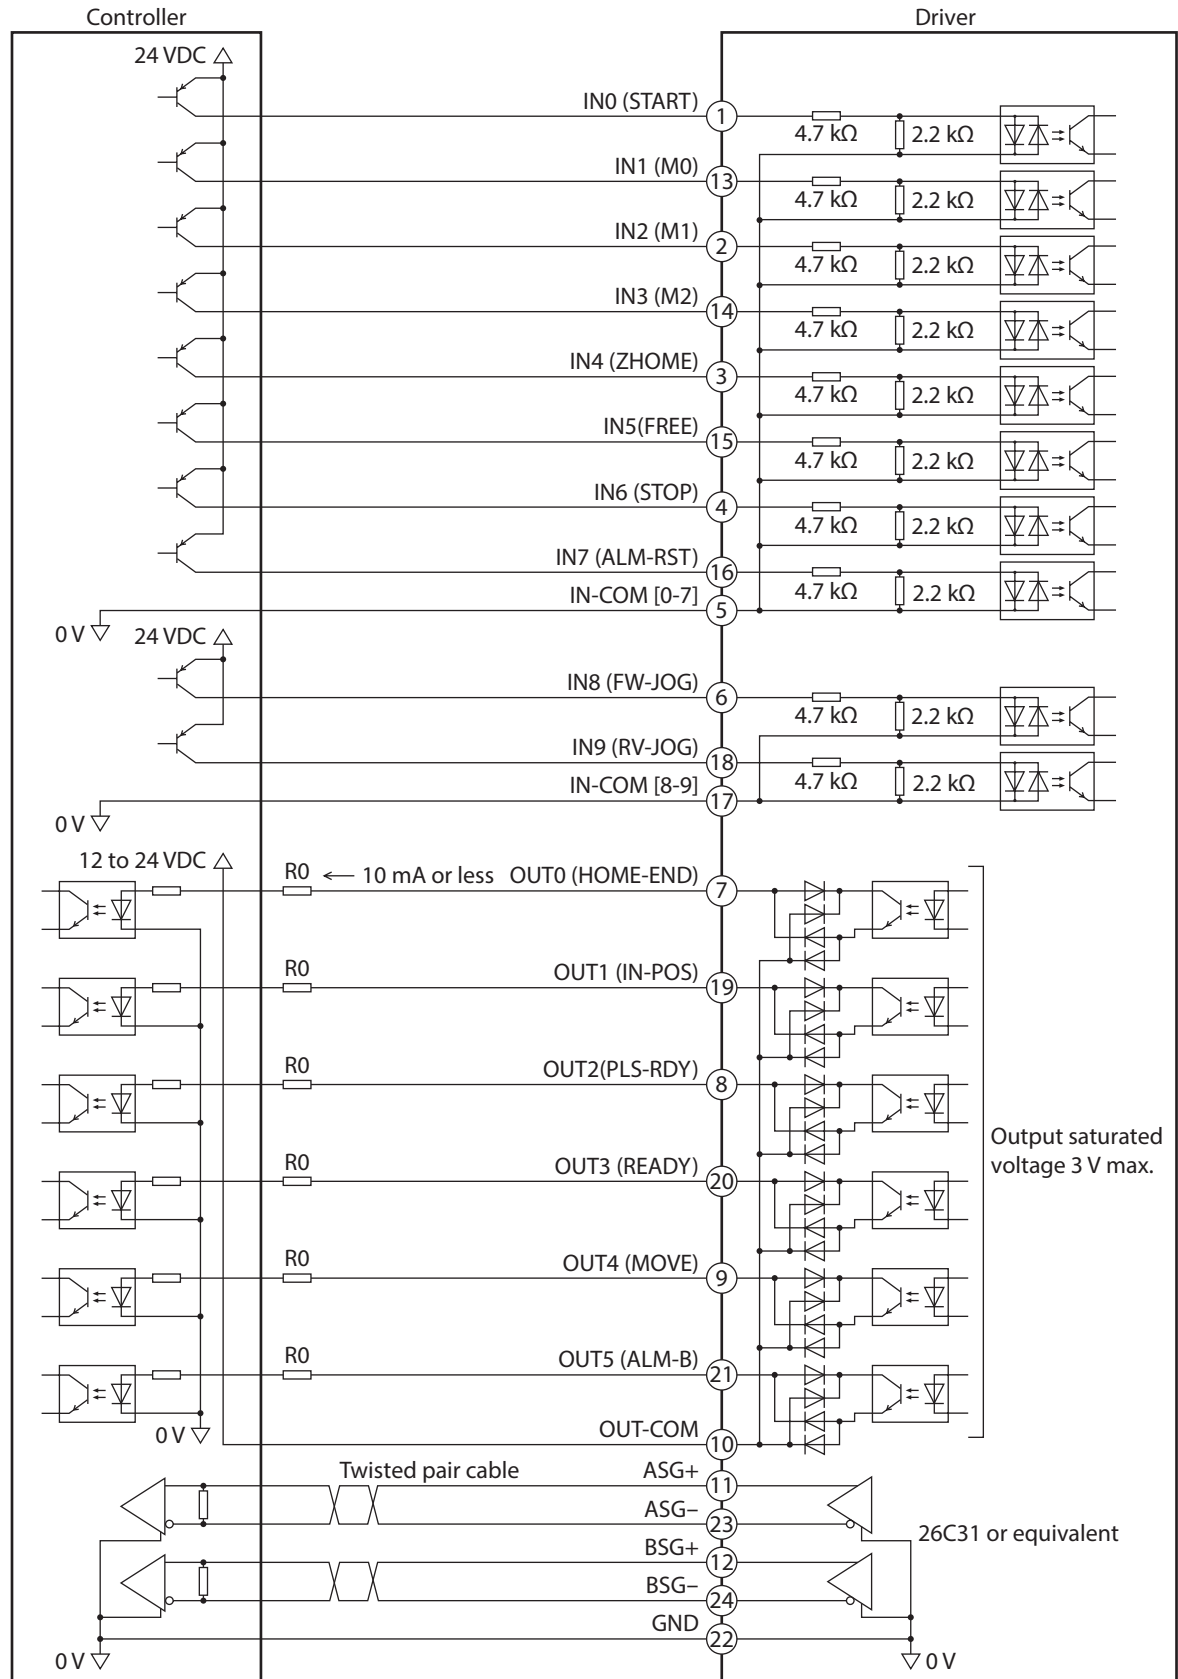 Controller
Driver
24 VDC
IN0 (START)
1
4.7 kΩ
2.2 kΩ
IN1 (M0)
13
4.7 kΩ
2.2 kΩ
IN2 (M1)
2
4.7 kΩ
2.2 kΩ
IN3 (M2)
14
4.7 kΩ
2.2 kΩ
IN4 (ZHOME)
3
4.7 kΩ
2.2 kΩ
IN5(FREE)
15
4.7 kΩ
2.2 kΩ
IN6 (STOP)
4
4.7 kΩ
2.2 kΩ
IN7 (ALM-RST)
16
4.7 kΩ
2.2 kΩ
IN-COM [0-7]
5
0 V
24 VDC
IN8 (FW-JOG)
6
4.7 kΩ
2.2 kΩ
IN9 (RV-JOG)
18
4.7 kΩ
2.2 kΩ
IN-COM [8-9]
17
0 V
12 to 24 VDC
R0
10 mA or less
OUT0 (HOME-END)
7
R0
OUT1 (IN-POS)
19
R0
OUT2(PLS-RDY)
8
Output saturated
voltage 3 V max.
R0
OUT3 (READY)
20
R0
OUT4 (MOVE)
9
R0
OUT5 (ALM-B)
21
0 V
OUT-COM
10
Twisted pair cable
ASG+
11
ASG–
23
26C31 or equivalent
BSG+
12
BSG–
24
GND
22
0 V
0 V